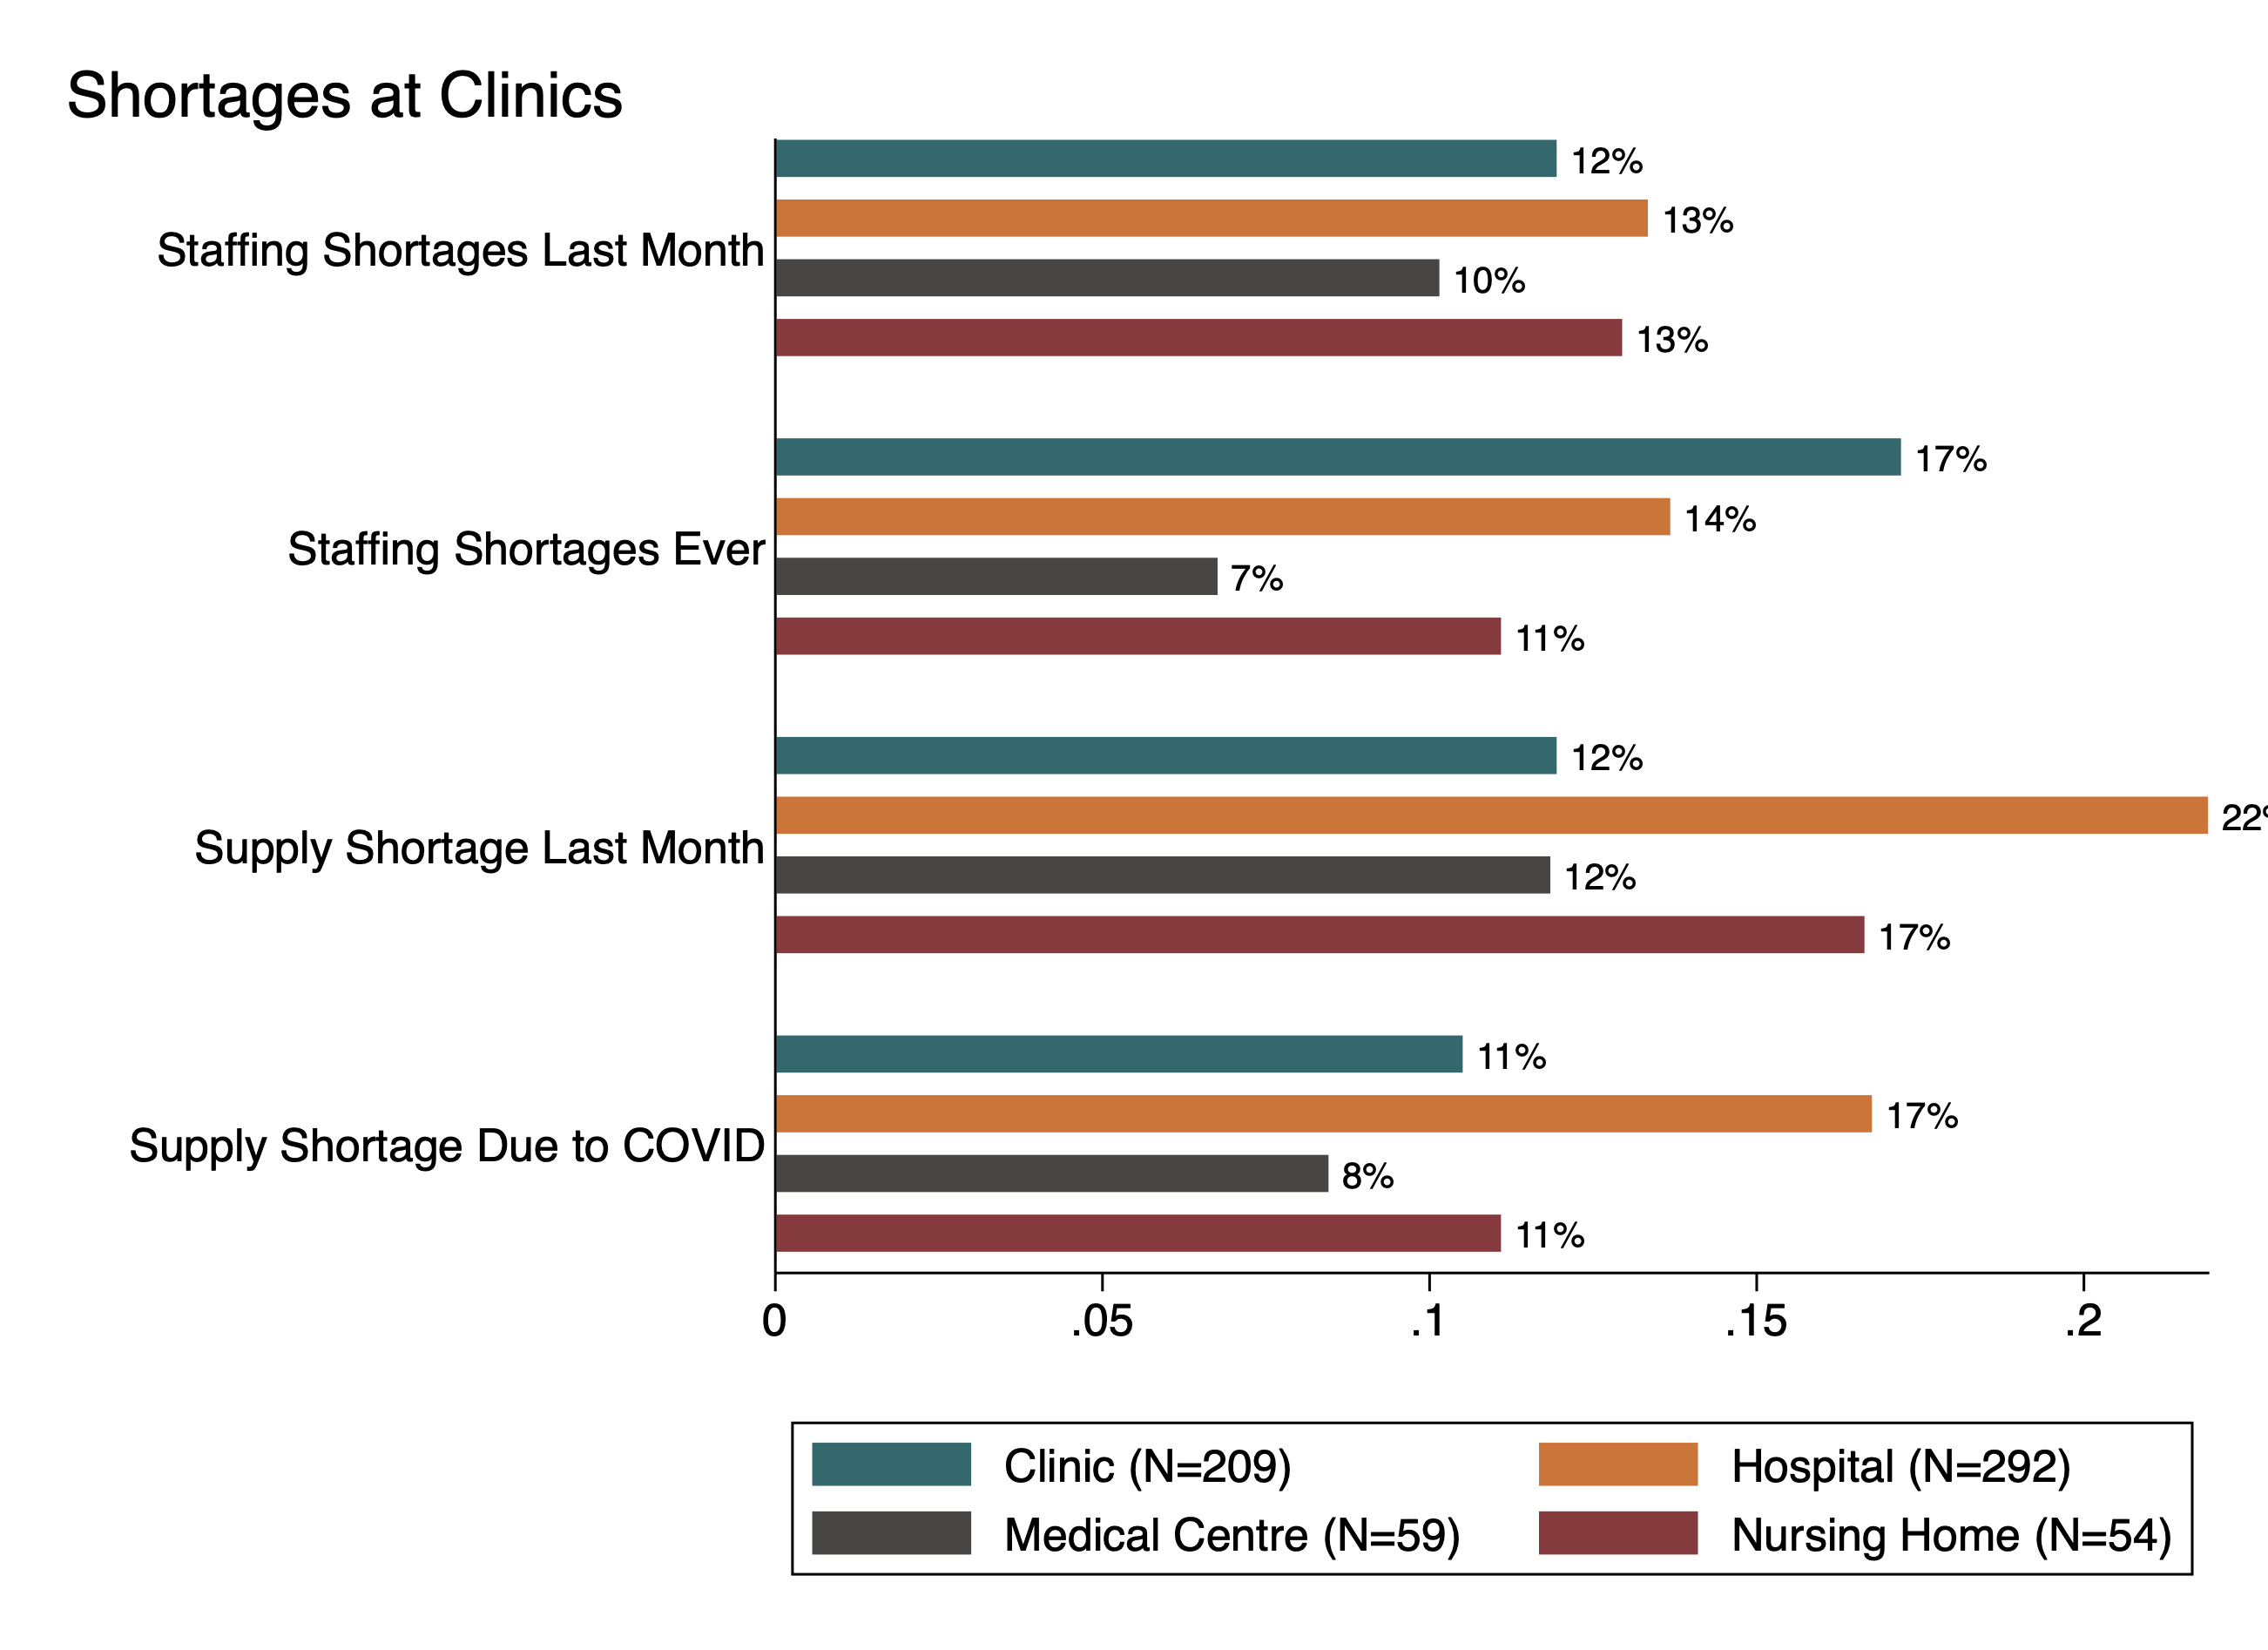 Shortages at Clinics
12%
13%
Staffing Shortages Last Month
10%
13%
17%
14%
Staffing Shortages Ever
7%
11%
12%
22%
Supply Shortage Last Month
12%
17%
11%
17%
Supply Shortage Due to COVID
8%
11%
0 .05 .1 .15 .2
Clinic (N=209) Hospital (N=292)
Medical Centre (N=59) Nursing Home (N=54)